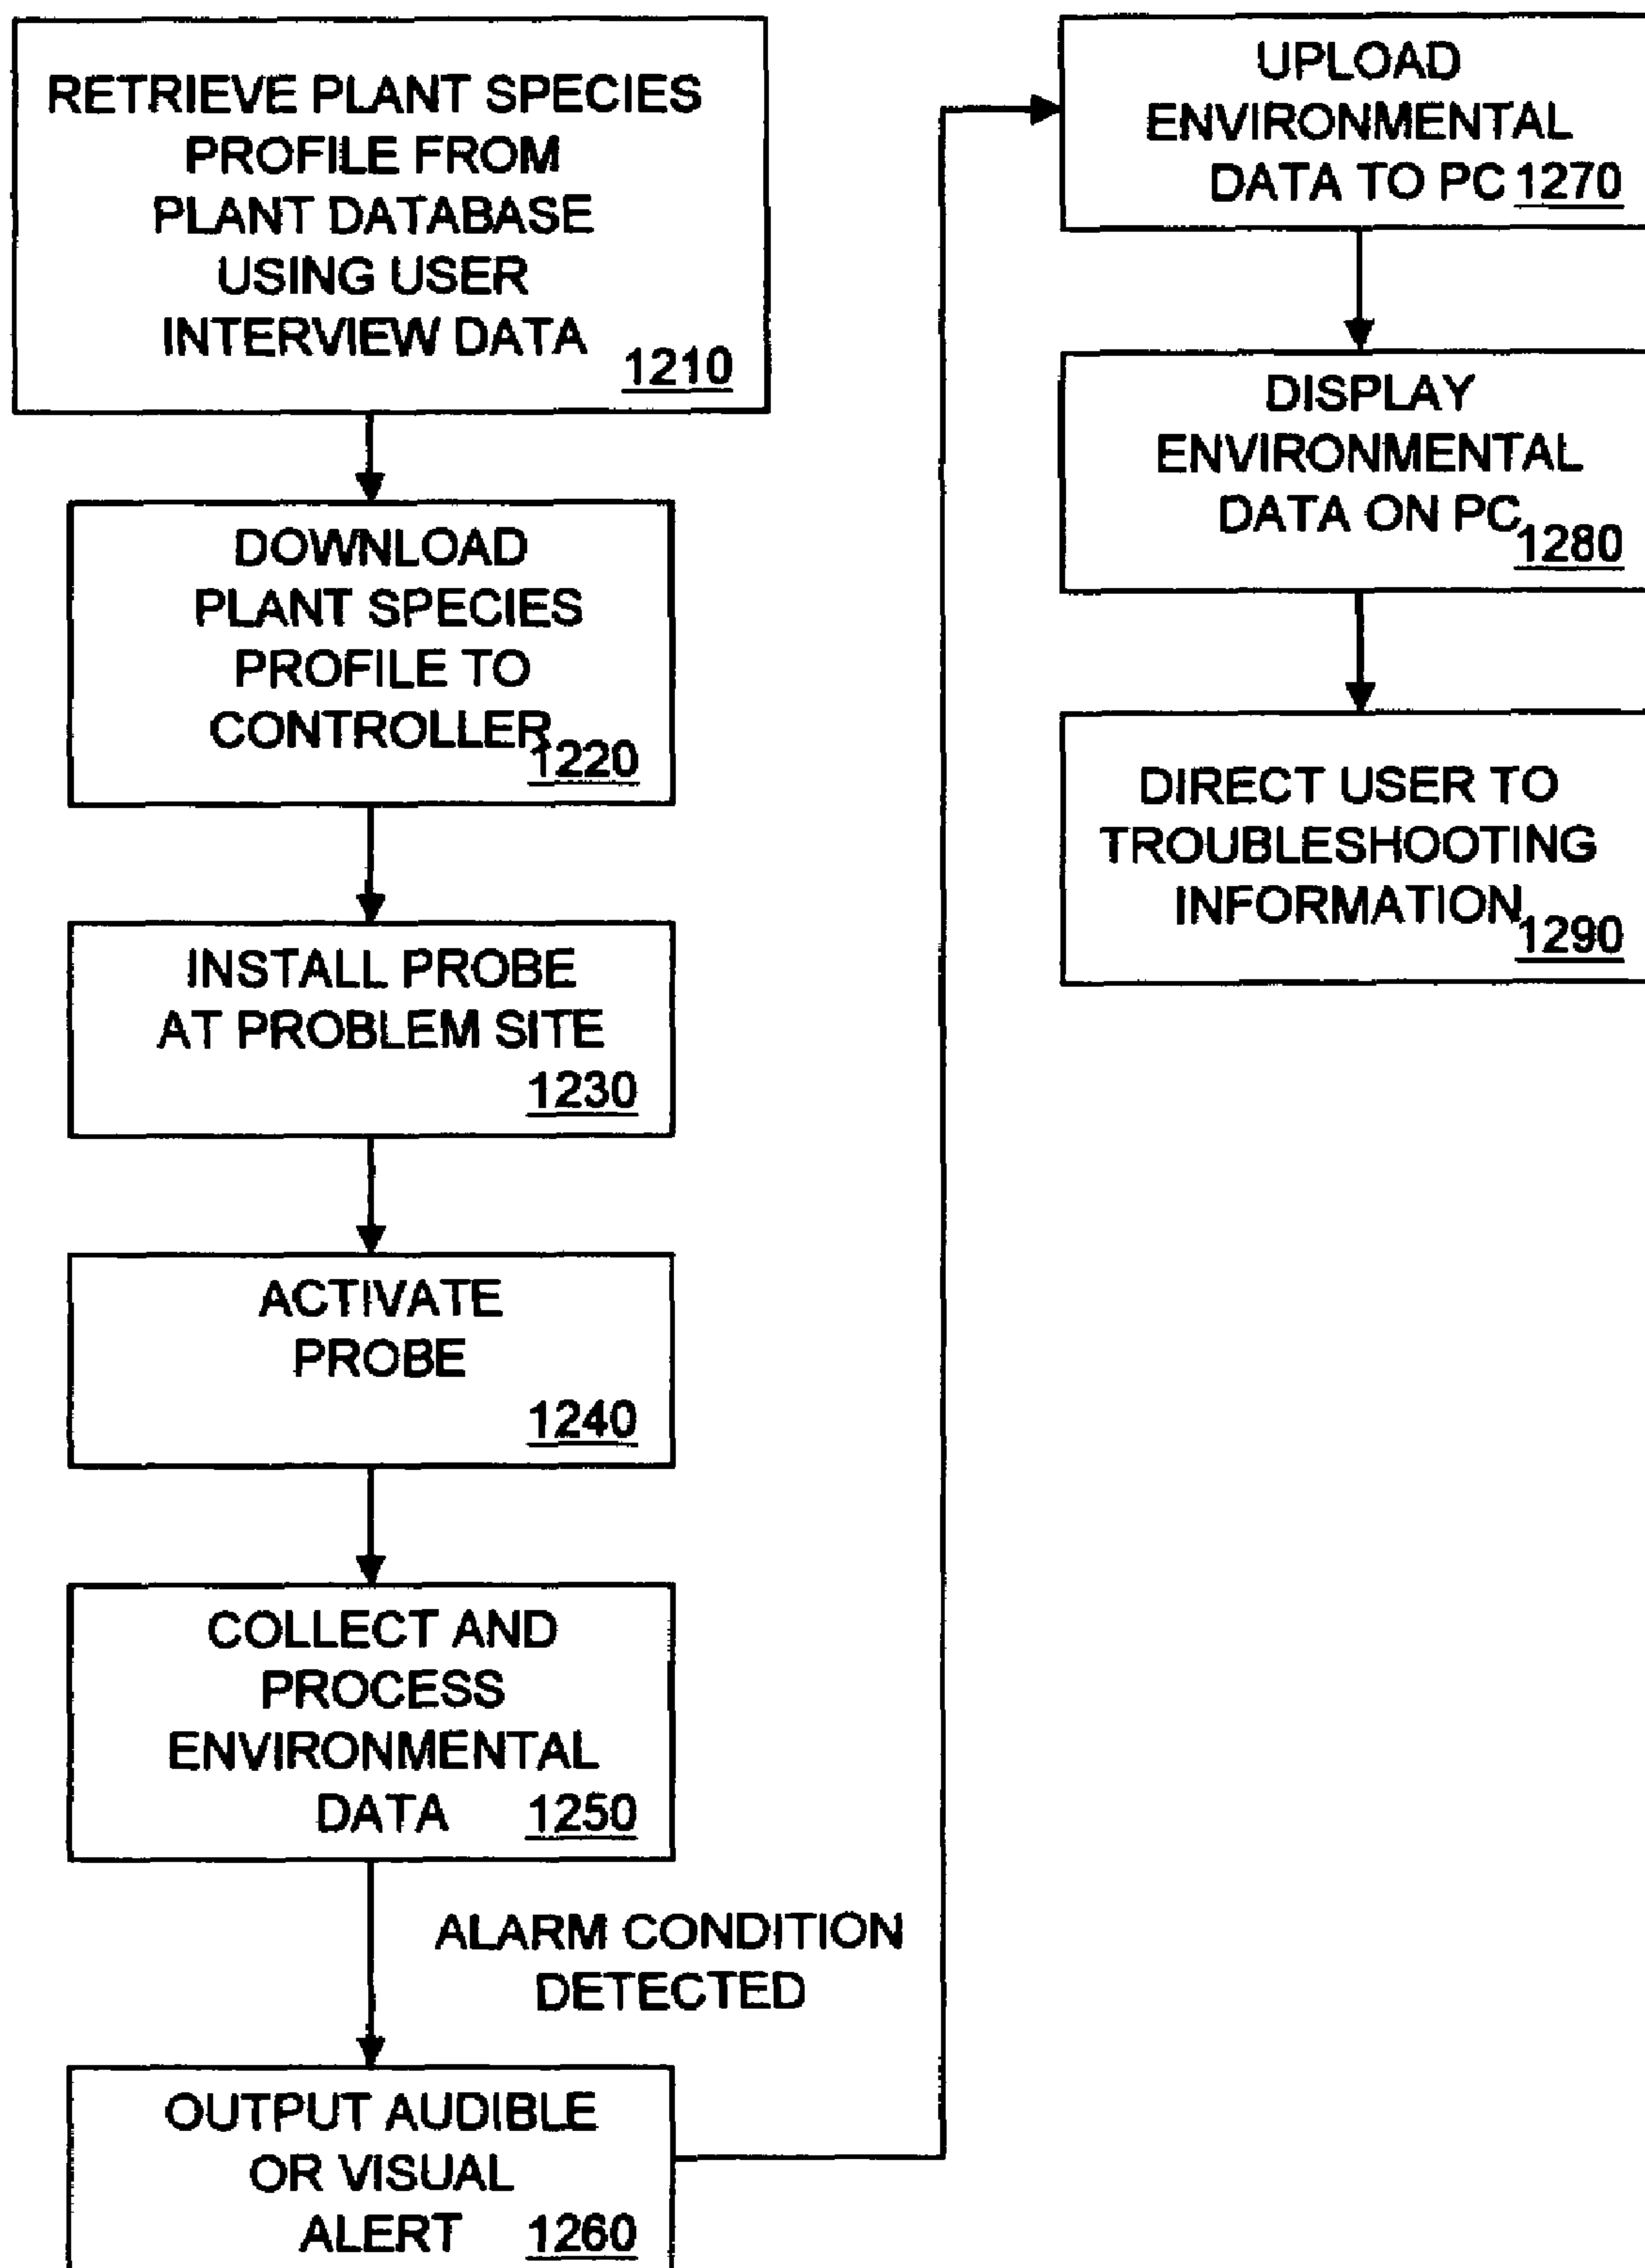 RETRIEVE PLANT SPECIES
PROFILE FROM
PLANT DATABASE
USING USER
INTERVIEW DATA 1210
DOWNLOAD
PLANT SPECIES
PROFILE TO
CONTROLLER 1220
INSTALL PROBE
AT PROBLEM SITE
1230
ACTIVATE
PROBE
1240
COLLECT AND
PROCESS
ENVIRONMENTAL
DATA 1250
ALARM CONDITION
DETECTED
OUTPUT AUDIBLE
OR VISUAL
ALERT 1260
UPLOAD
ENVIRONMENTAL
DATA TO PC 1270
DISPLAY
ENVIRONMENTAL
DATA ON PC 1280
DIRECT USER TO
TROUBLESHOOTING
INFORMATION 1290